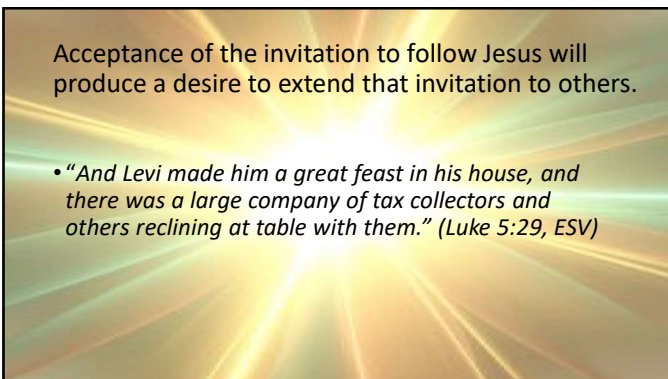 Acceptance of the invitation to follow Jesus will
produce a desire to extend that invitation to others.
• “And Levi made him a great feast in his house, and
there was a large company of tax collectors and
others reclining at table with them.” (Luke 5:29, ESV)